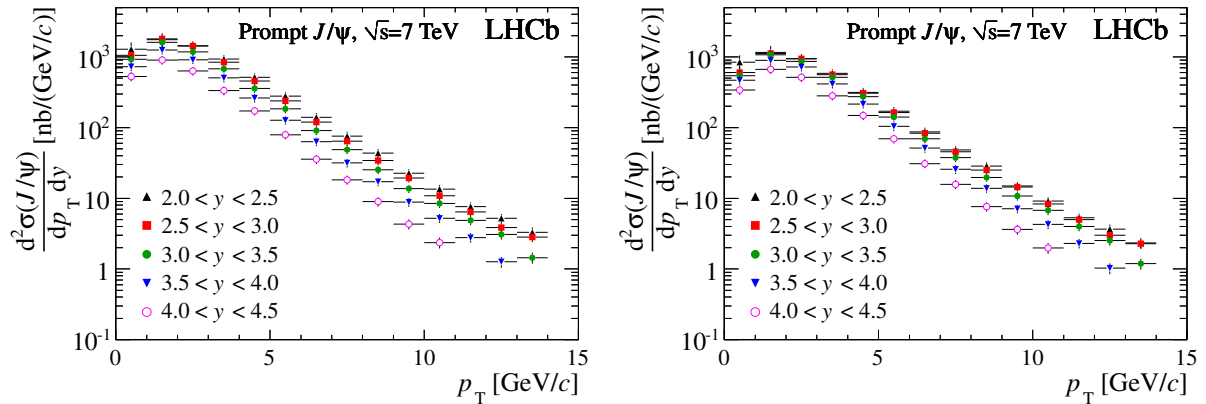 Prompt J/ψ, √s=7 TeV LHCb
d²σ(J/ψ)/dp_T dy [nb/(GeV/c)]
10³
10²
10
1
10⁻¹
2.0 < y < 2.5
2.5 < y < 3.0
3.0 < y < 3.5
3.5 < y < 4.0
4.0 < y < 4.5
0 5 10 15
p_T [GeV/c]
Prompt J/ψ, √s=7 TeV LHCb
d²σ(J/ψ)/dp_T dy [nb/(GeV/c)]
10³
10²
10
1
10⁻¹
2.0 < y < 2.5
2.5 < y < 3.0
3.0 < y < 3.5
3.5 < y < 4.0
4.0 < y < 4.5
0 5 10 15
p_T [GeV/c]